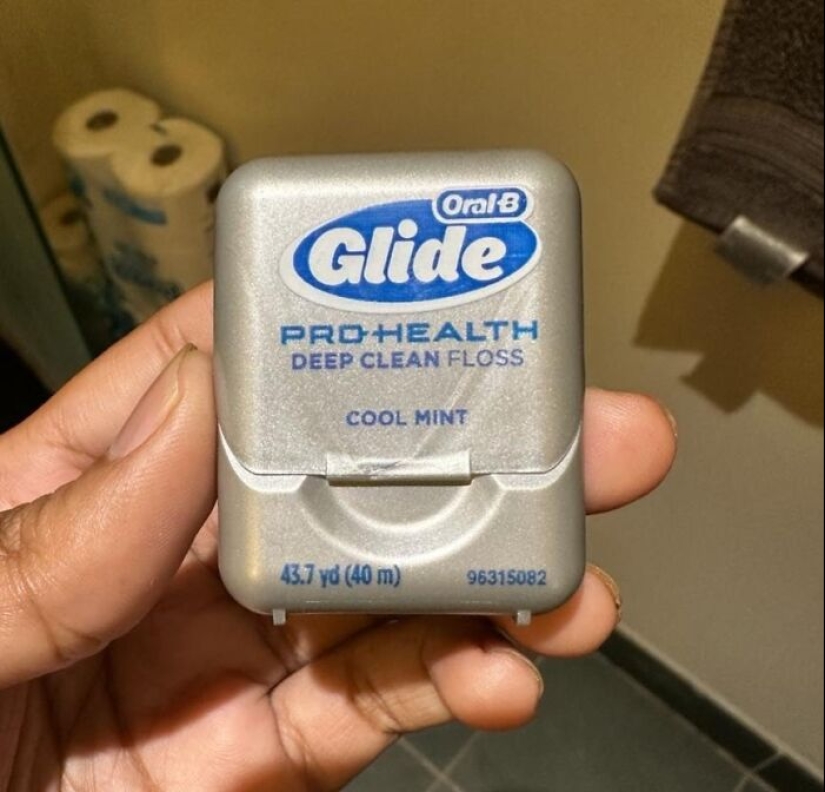 Oral-B
Glide
PRO-HEALTH
DEEP CLEAN FLOSS
COOL MINT
43.7 yd (40 m) 96315082